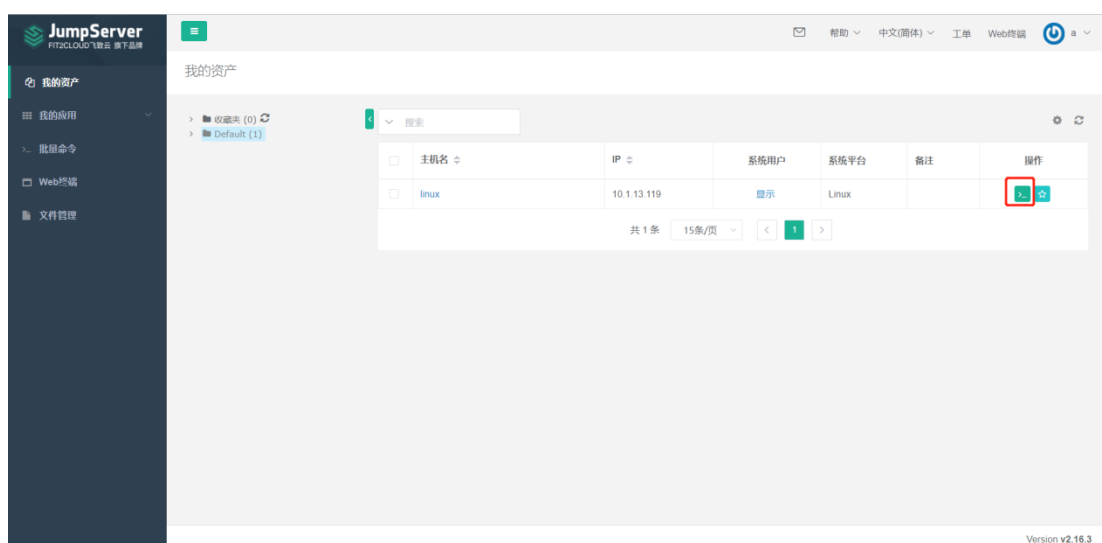 JumpServer
FIT2CLOUD飞致云 旗下品牌
帮助 中文(简体) 工单 Web终端 a
我的资产
我的资产
我的应用
批量命令
Web终端
文件管理
收藏夹 (0)
Default (1)
搜索
主机名 IP 系统用户 系统平台 备注 操作
linux 10.1.13.119 显示 Linux
共 1 条 15条/页 1
Version v2.16.3